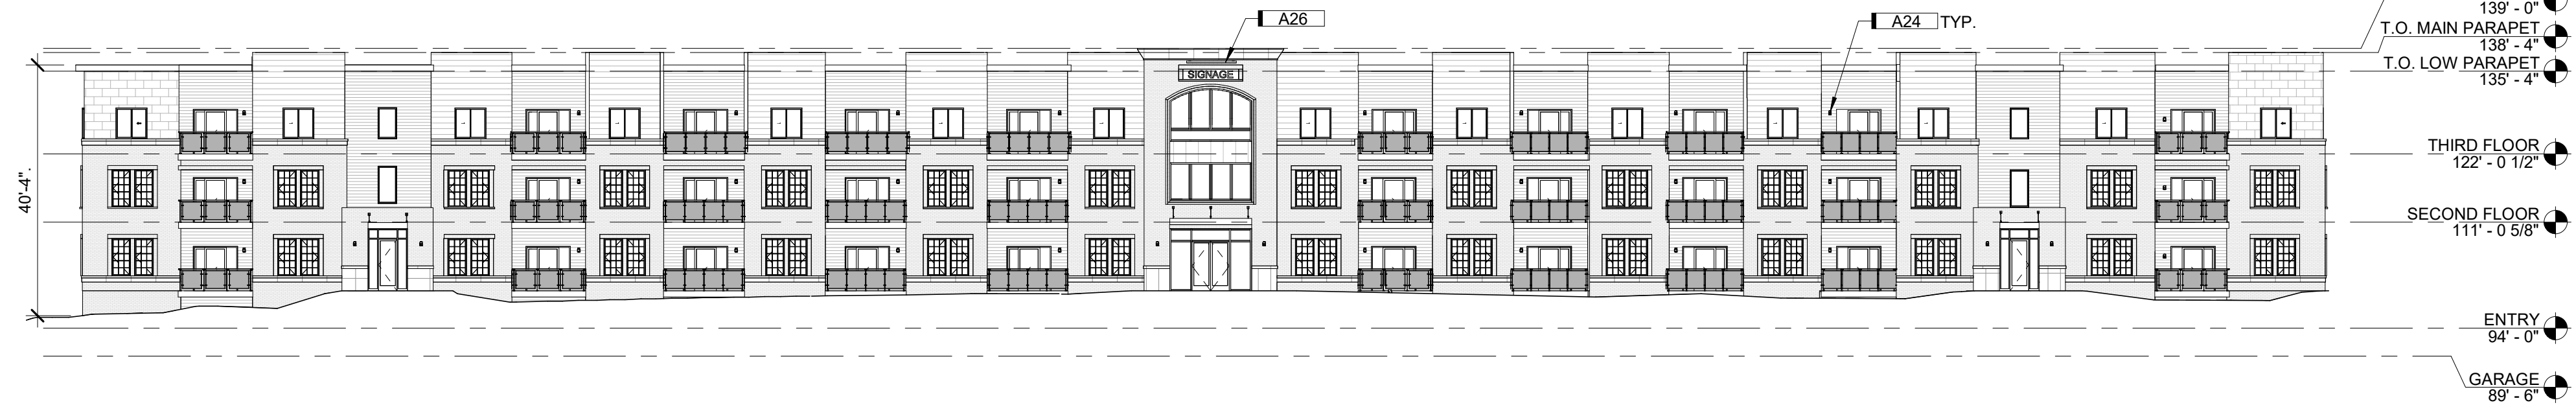 A26
A24 TYP.
139' - 0"
T.O. MAIN PARAPET
138' - 4"
T.O. LOW PARAPET
135' - 4"
SIGNAGE
THIRD FLOOR
122' - 0 1/2"
40'-4".
SECOND FLOOR
111' - 0 5/8"
ENTRY
94' - 0"
GARAGE
89' - 6"